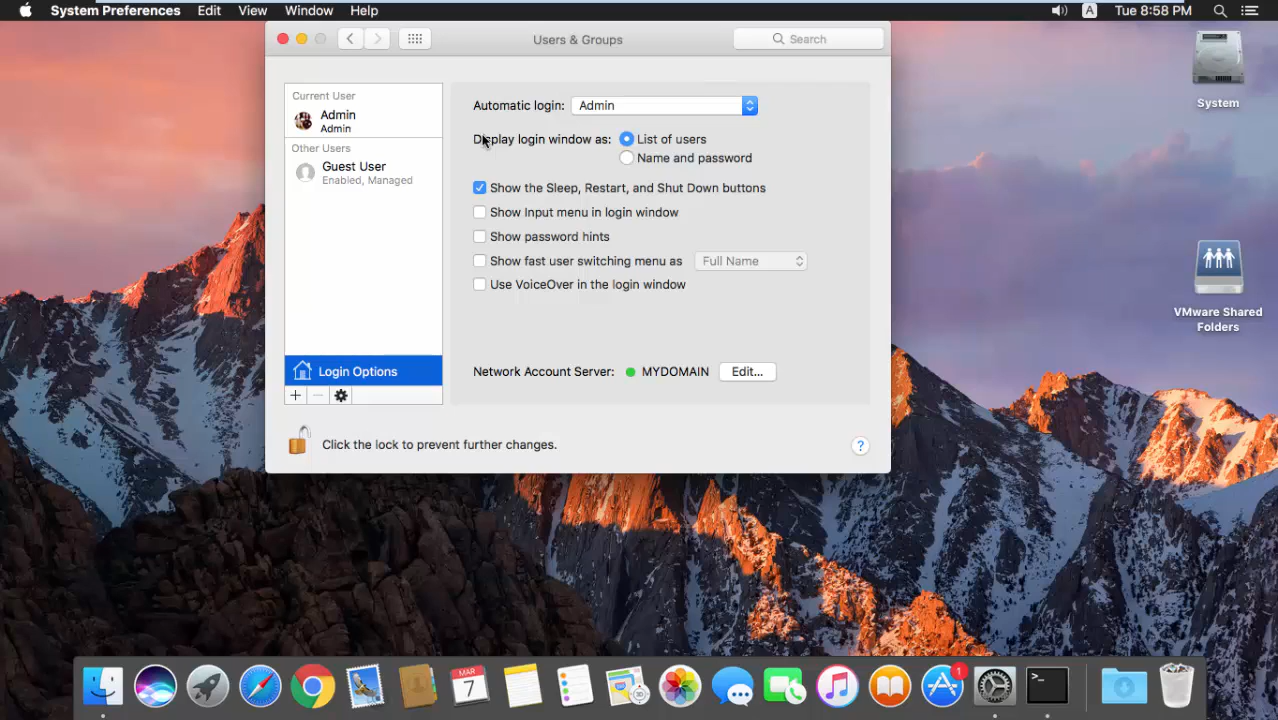 System Preferences Edit View Window Help
A Tue 8:58 PM
Users & Groups
Search
Current User
Admin
Admin
Other Users
Guest User
Enabled, Managed
Login Options
Automatic login: Admin
Display login window as: List of users
Name and password
Show the Sleep, Restart, and Shut Down buttons
Show Input menu in login window
Show password hints
Show fast user switching menu as Full Name
Use VoiceOver in the login window
Network Account Server: MYDOMAIN Edit...
Click the lock to prevent further changes.
?
System
VMware Shared
Folders
MAR
7
1
>_